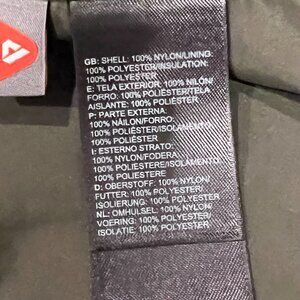 GB: SHELL: 100% NYLON/LINING:
100% POLYESTER/INSULATION:
100% POLYESTER
E: TELA EXTERIOR: 100% NILÓN/
FORRO: 100% POLIÉSTER/TELA
AISLANTE: 100% POLIÉSTER
P: PARTE EXTERNA:
100% NÁILON/FORRO:
100% POLIÉSTER/ISOLAMENTO:
100% POLIÉSTER
I: ESTERNO STRATO:
100% NYLON/FODERA:
100% POLIESTERE/ISOLAMENTO:
100% POLIESTERE
D: OBERSTOFF: 100% NYLON/
FUTTER: 100% POLYESTER/
ISOLIERUNG: 100% POLYESTER
NL: OMHULSEL: 100% NYLON/
VOERING: 100% POLYESTER/
ISOLATIE: 100% POLYESTER